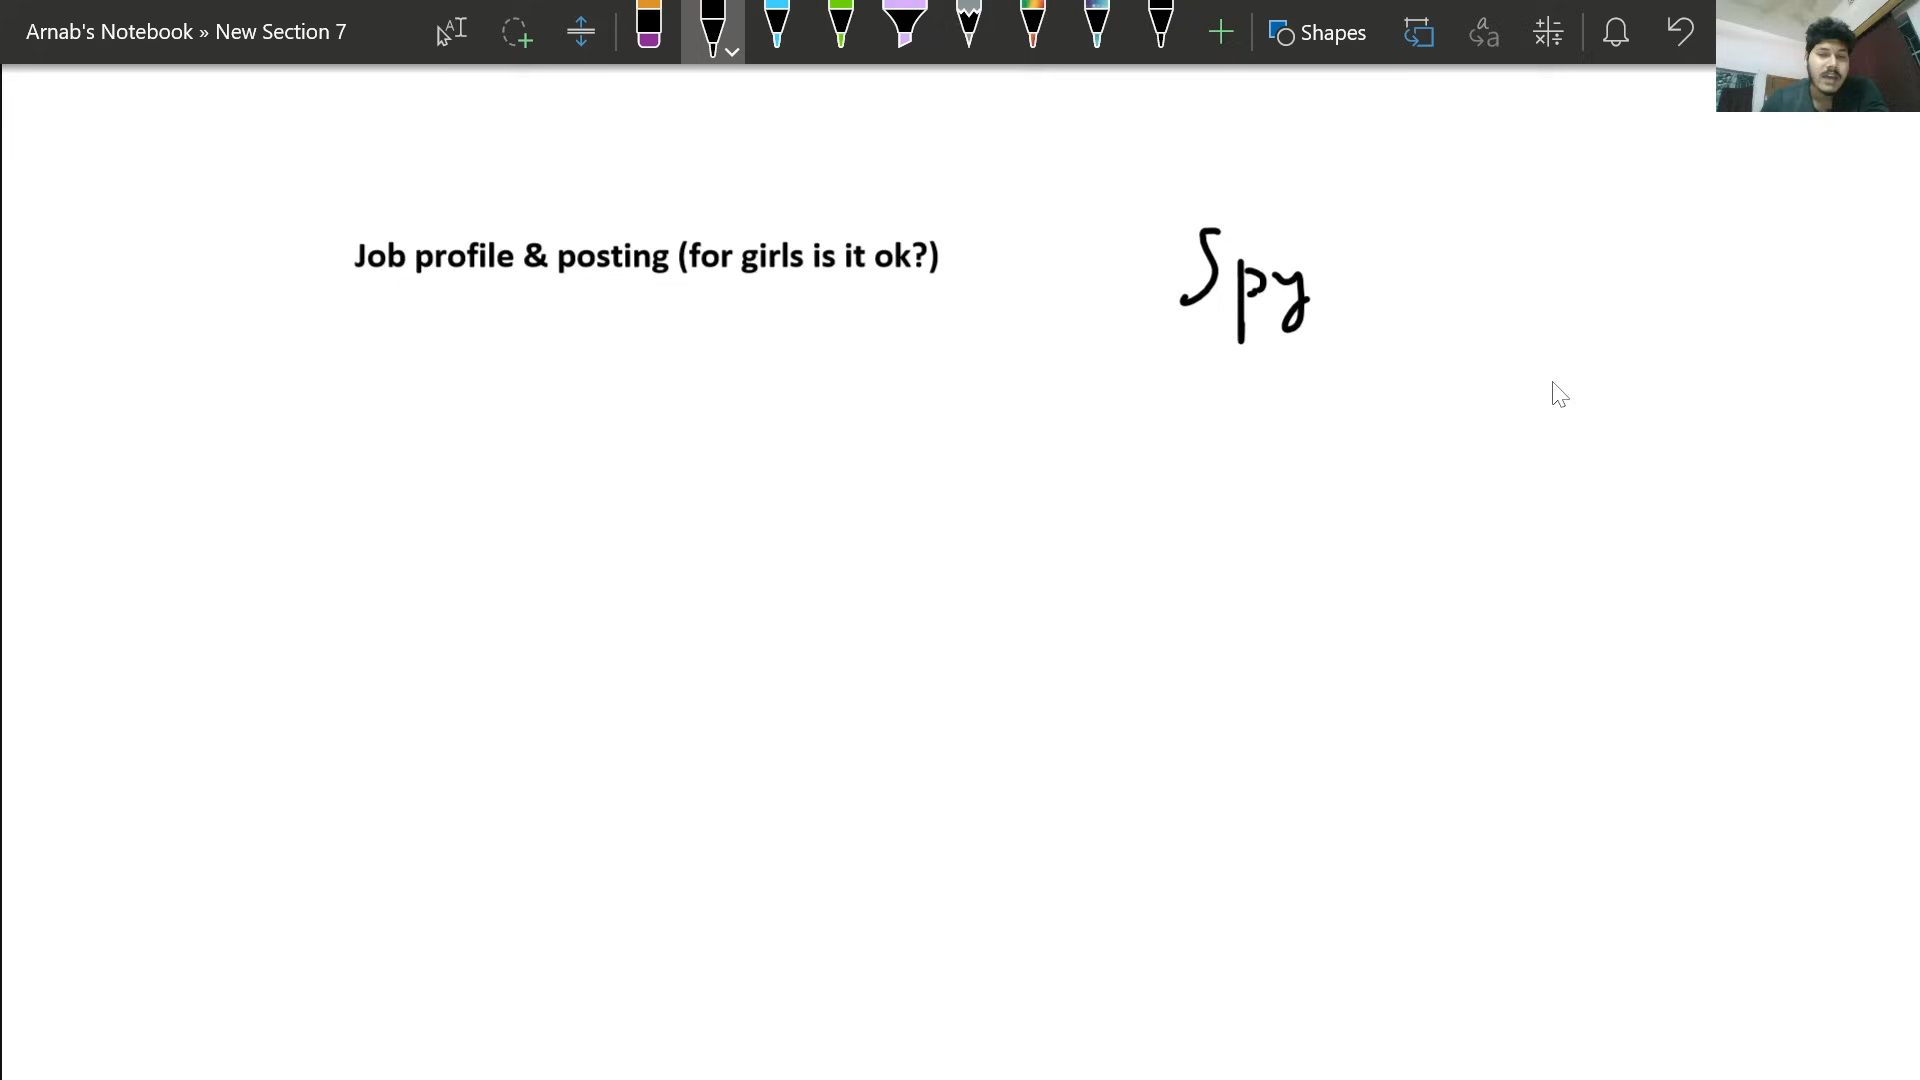 Arnab's Notebook » New Section 7
Shapes
Job profile & posting (for girls is it ok?)
Spy